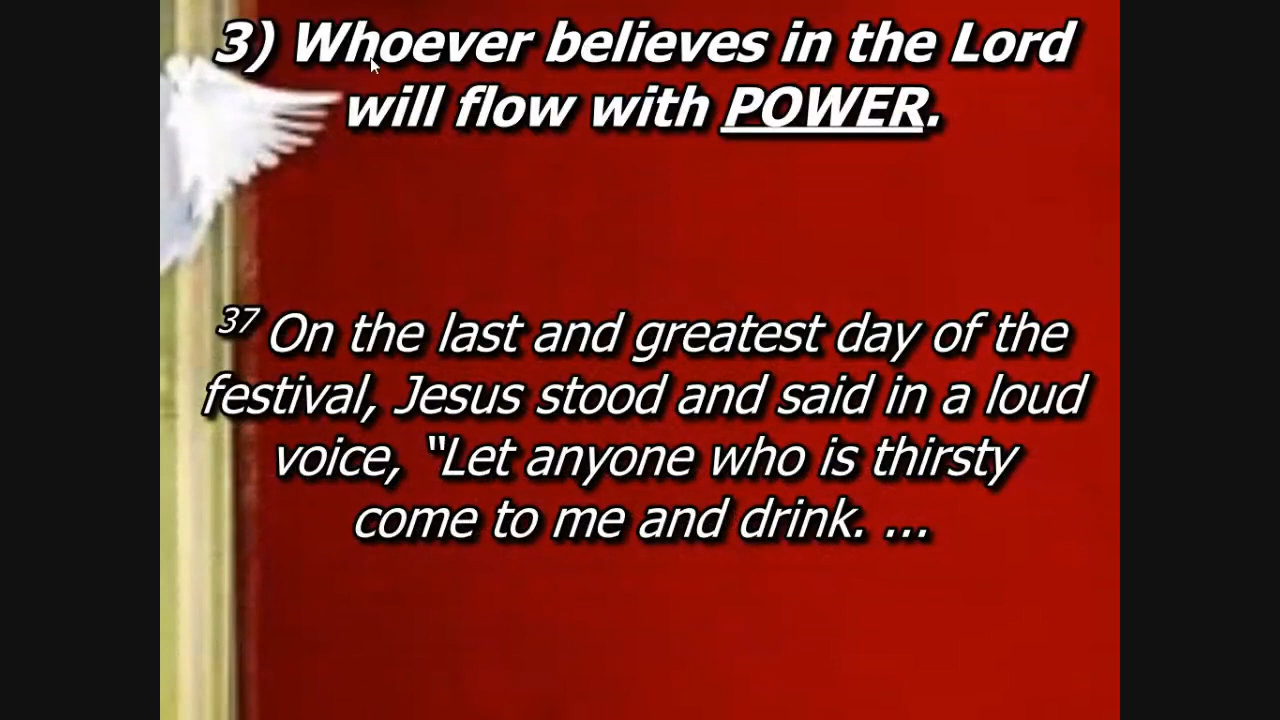 3) Whoever believes in the Lord
will flow with POWER.
37 On the last and greatest day of the
festival, Jesus stood and said in a loud
voice, “Let anyone who is thirsty
come to me and drink. ...